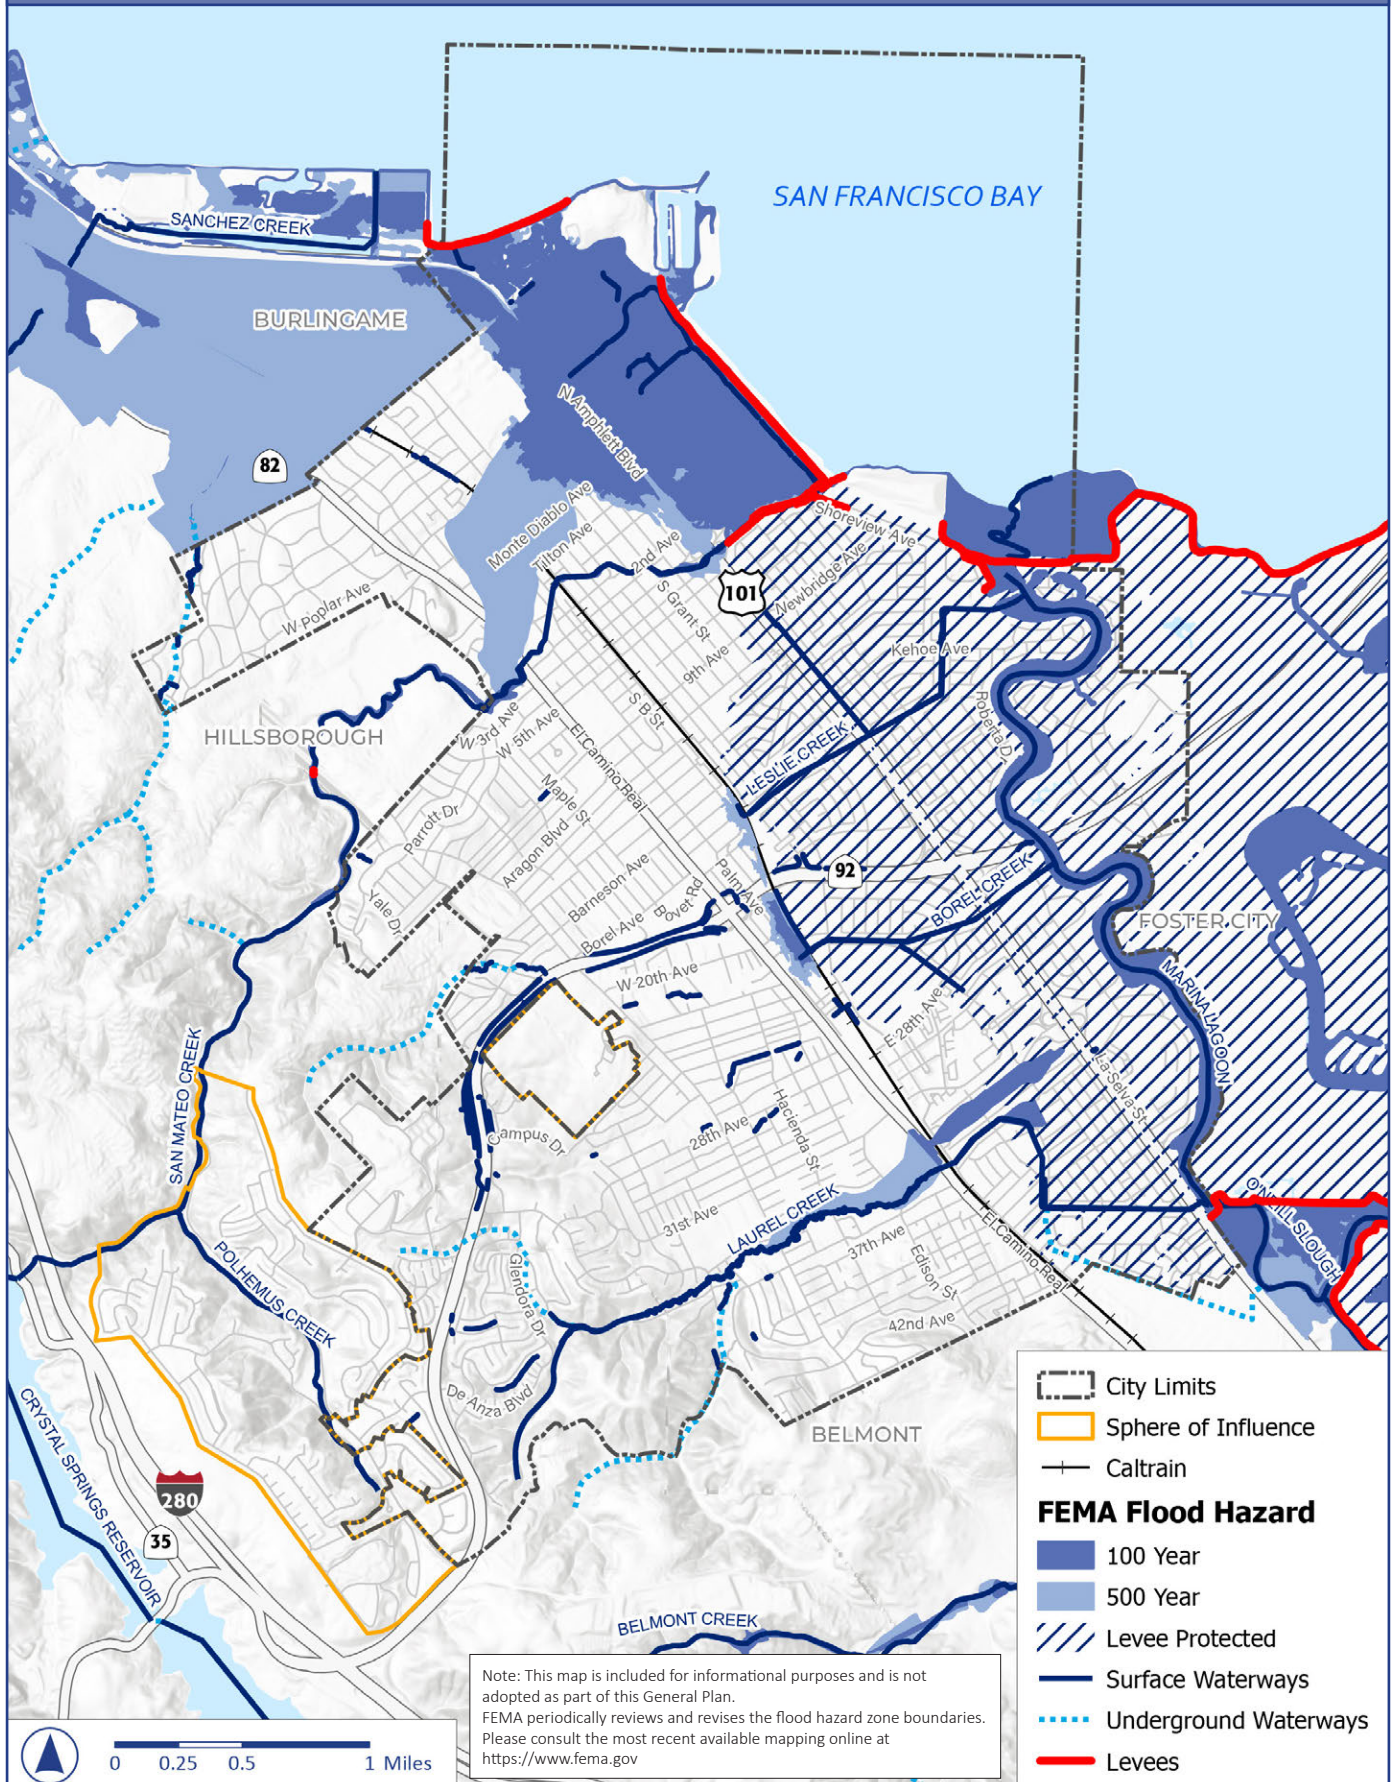 SAN FRANCISCO BAY
SANCHEZ CREEK
BURLINGAME
N Amphlett Blvd
82
Monte Diablo Ave
Tilton Ave
2nd Ave
Shoreview Ave
101
Newbridge Ave
S Grant St
W Poplar Ave
9th Ave
Kehoe Ave
S B St
Roberta Dr
HILLSBOROUGH
W 3rd Ave
W 5th Ave
El Camino Real
LESLIE CREEK
Maple St
Parrott Dr
Aragon Blvd
92
Palm Ave
Barneson Ave
Bovet Rd
BOREL CREEK
Yale Dr
Borel Ave
FOSTER CITY
W 20th Ave
MARINA LAGOON
E 28th Ave
SAN MATEO CREEK
La Selva St
Hacienda St
Campus Dr
28th Ave
O'NEILL SLOUGH
31st Ave
LAUREL CREEK
37th Ave
El Camino Real
POLHEMUS CREEK
Glendora Dr
Edison St
42nd Ave
De Anza Blvd
BELMONT
CRYSTAL SPRINGS RESERVOIR
280
35
BELMONT CREEK
City Limits
Sphere of Influence
Caltrain
FEMA Flood Hazard
100 Year
500 Year
Levee Protected
Surface Waterways
Underground Waterways
Levees
Note: This map is included for informational purposes and is not
adopted as part of this General Plan.
FEMA periodically reviews and revises the flood hazard zone boundaries.
Please consult the most recent available mapping online at
https://www.fema.gov
0 0.25 0.5 1 Miles